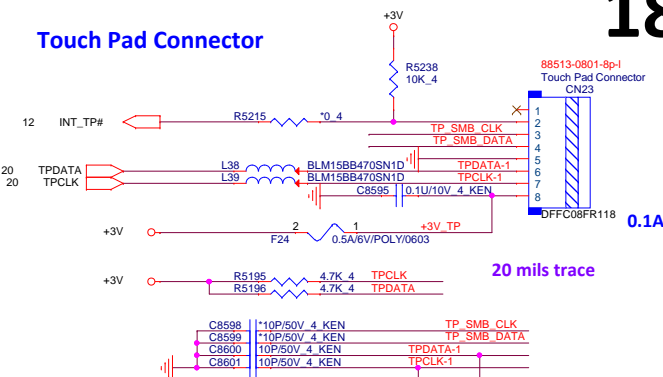 18
Touch Pad Connector
+3V
88513-0801-8p-l
Touch Pad Connector
CN23
R5238
10K_4
12 INT_TP# R5215 *0_4
1
2
TP_SMB_CLK 3
TP_SMB_DATA 4
5
20 TPDATA L38 BLM15BB470SN1D TPDATA-1 6
20 TPCLK L39 BLM15BB470SN1D TPCLK-1 7
C8595 0.1U/10V_4_KEN 8
DFFC08FR118
0.1A
+3V 2 1 +3V_TP
F24 0.5A/6V/POLY/0603
20 mils trace
+3V R5195 4.7K_4 TPCLK
R5196 4.7K_4 TPDATA
C8598 *10P/50V_4_KEN TP_SMB_CLK
C8599 *10P/50V_4_KEN TP_SMB_DATA
C8600 10P/50V_4_KEN TPDATA-1
C8601 10P/50V_4_KEN TPCLK-1